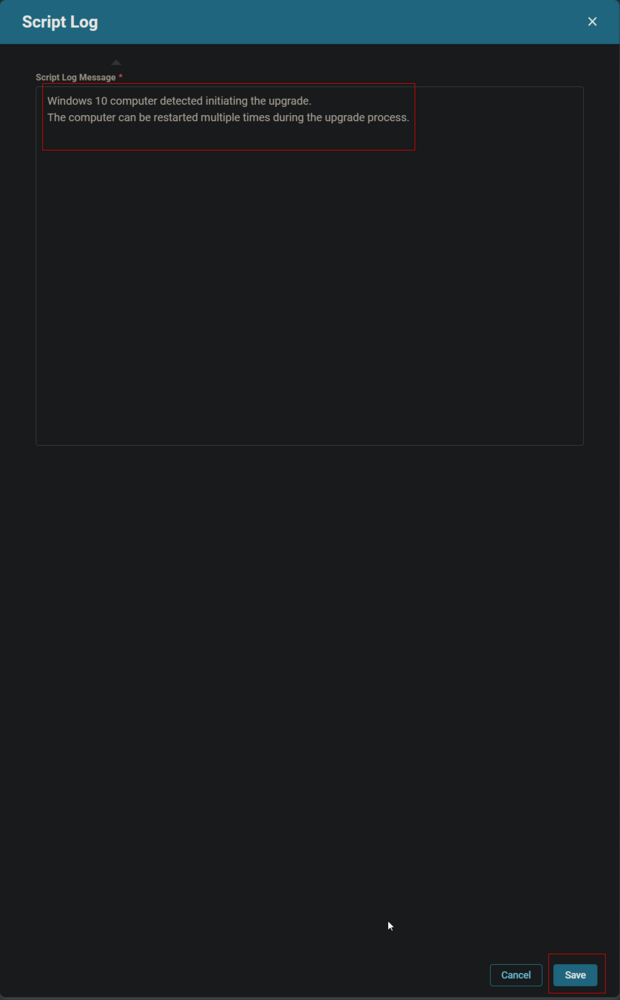 Script Log
Script Log Message *
Windows 10 computer detected initiating the upgrade.
The computer can be restarted multiple times during the upgrade process.
Cancel
Save